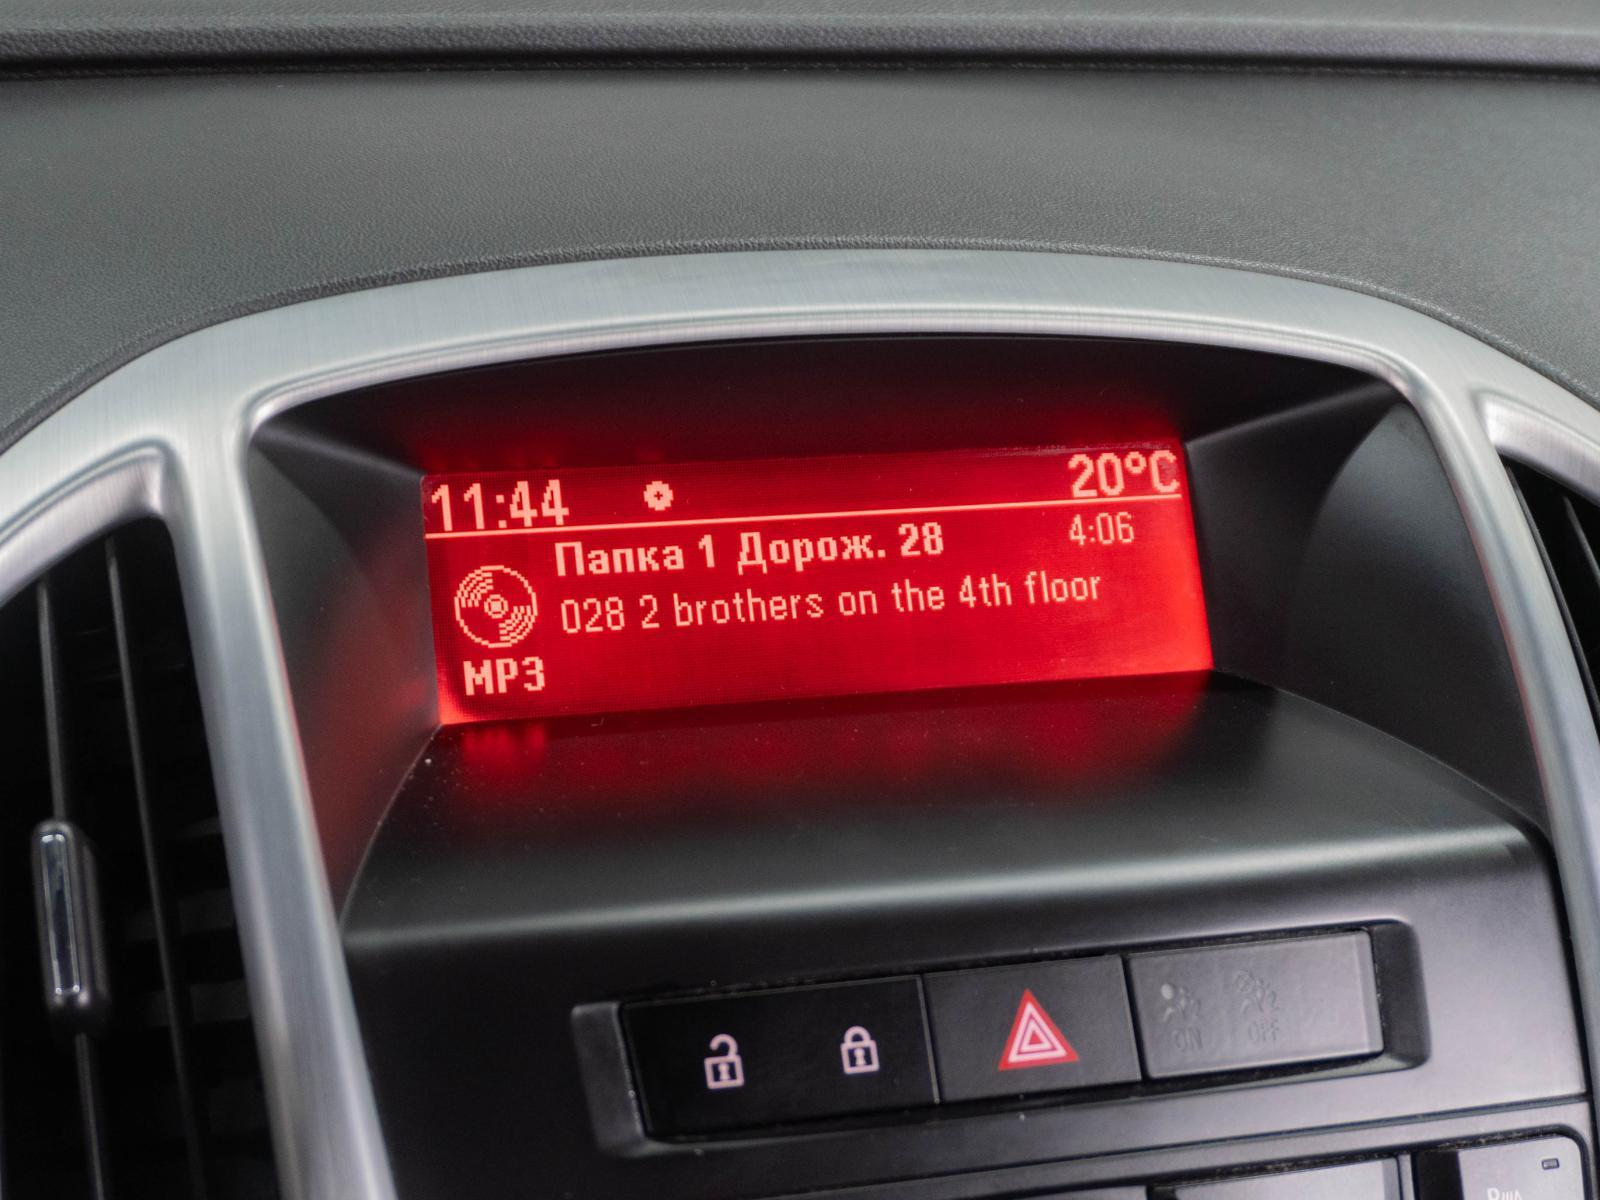 11:44 20°C
Папка 1 Дорож. 28 4:06
028 2 brothers on the 4th floor
MP3
ON OFF